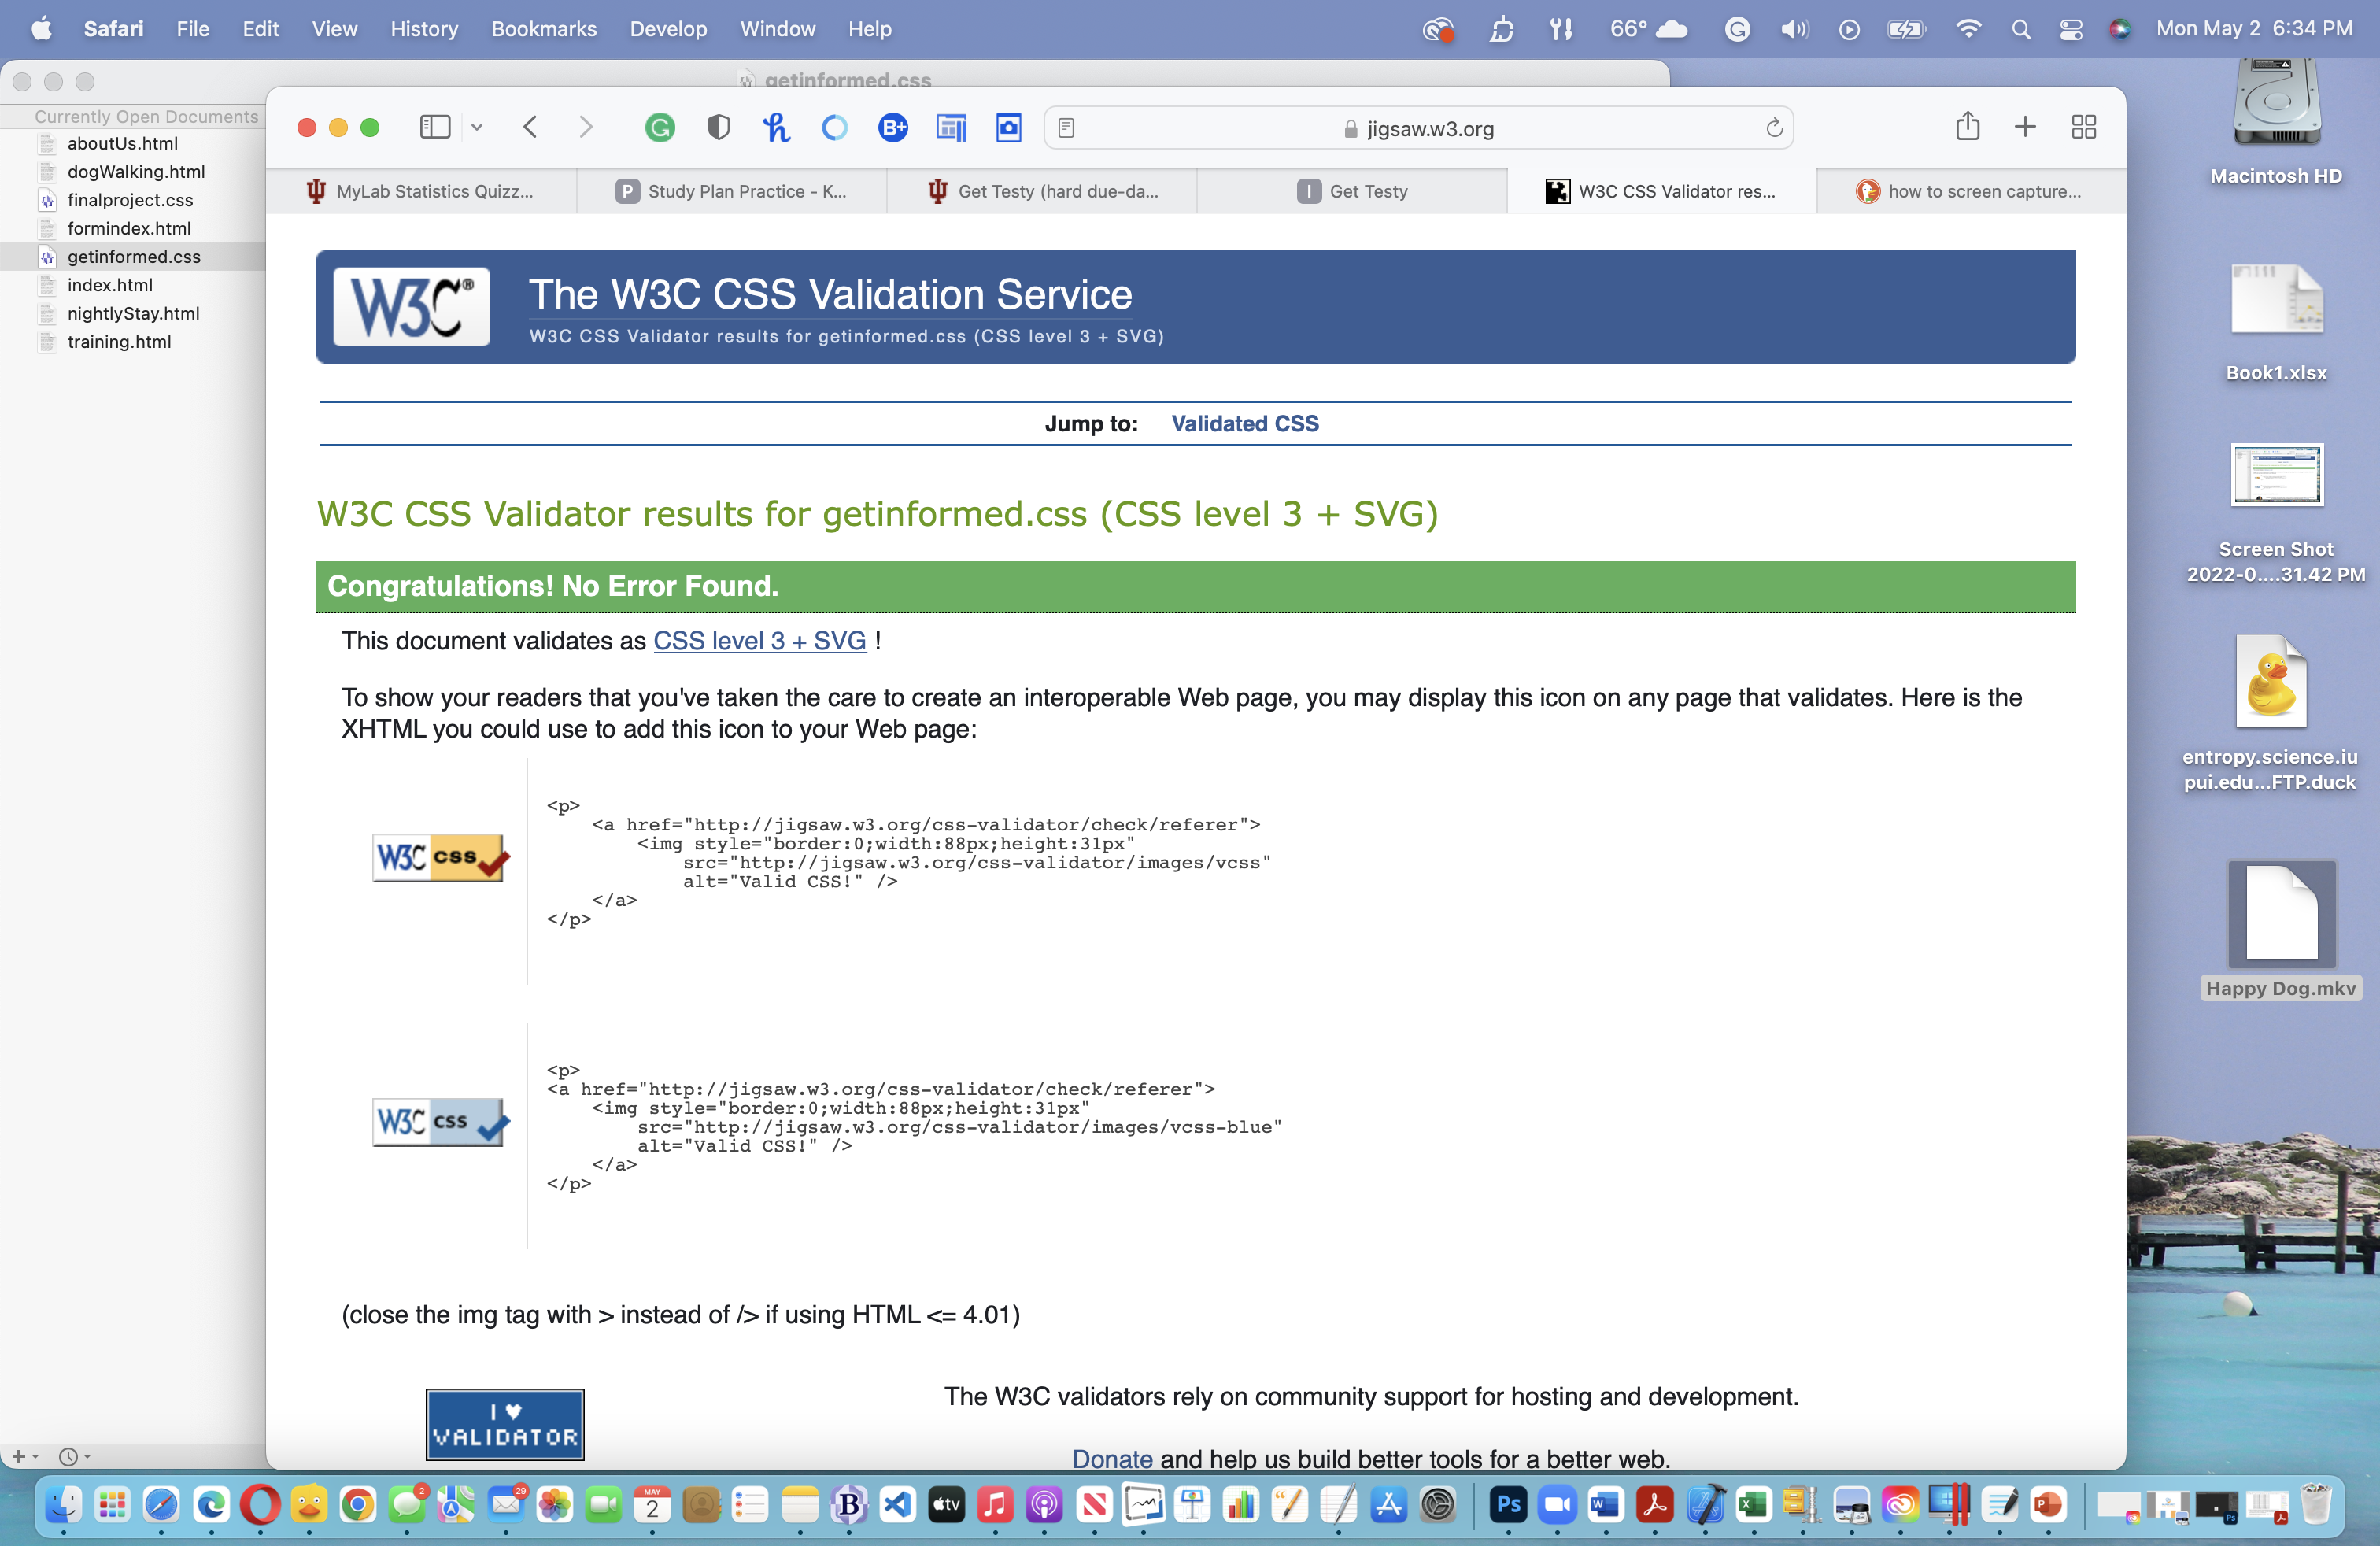 Safari File Edit View History Bookmarks Develop Window Help 66° Mon May 2 6:34 PM
getinformed.css
Currently Open Documents
aboutUs.html
dogWalking.html
finalproject.css
formindex.html
getinformed.css
index.html
nightlyStay.html
training.html
jigsaw.w3.org
MyLab Statistics Quizz...
P Study Plan Practice - K...
Get Testy (hard due-da...
I Get Testy
W3C CSS Validator res...
how to screen capture...
W3C®
The W3C CSS Validation Service
W3C CSS Validator results for getinformed.css (CSS level 3 + SVG)
Jump to: Validated CSS
W3C CSS Validator results for getinformed.css (CSS level 3 + SVG)
Congratulations! No Error Found.
This document validates as CSS level 3 + SVG !
To show your readers that you've taken the care to create an interoperable Web page, you may display this icon on any page that validates. Here is the
XHTML you could use to add this icon to your Web page:
W3C css
<p>
<a href="http://jigsaw.w3.org/css-validator/check/referer">
<img style="border:0;width:88px;height:31px"
src="http://jigsaw.w3.org/css-validator/images/vcss"
alt="Valid CSS!" />
</a>
</p>
W3C css
<p>
<a href="http://jigsaw.w3.org/css-validator/check/referer">
<img style="border:0;width:88px;height:31px"
src="http://jigsaw.w3.org/css-validator/images/vcss-blue"
alt="Valid CSS!" />
</a>
</p>
(close the img tag with > instead of /> if using HTML <= 4.01)
I ♥
VALIDATOR
The W3C validators rely on community support for hosting and development.
Donate and help us build better tools for a better web.
Macintosh HD
Book1.xlsx
Screen Shot
2022-0....31.42 PM
entropy.science.iu
pui.edu...FTP.duck
Happy Dog.mkv
2
29
MAY
2
B
tv
Ps
W
X
P